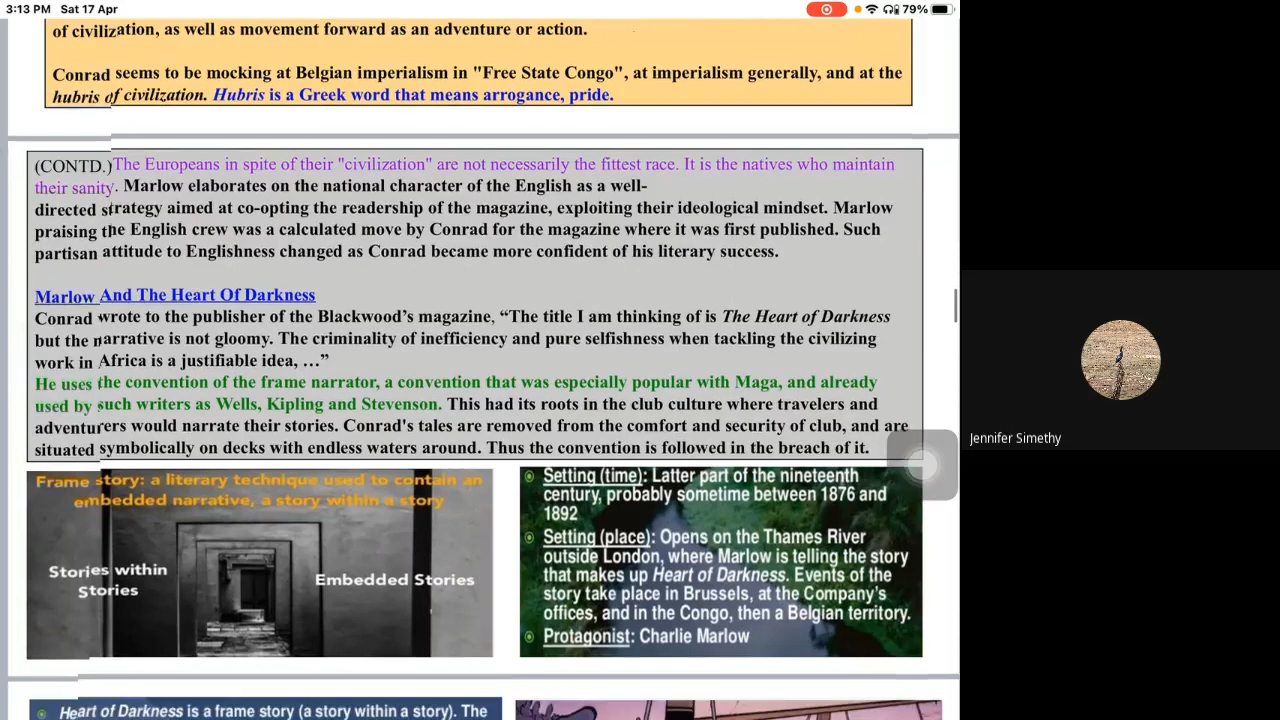 3:13 PM Sat 17 Apr
79%
of civilization, as well as movement forward as an adventure or action.
Conrad seems to be mocking at Belgian imperialism in "Free State Congo", at imperialism generally, and at the
hubris of civilization. Hubris is a Greek word that means arrogance, pride.
(CONTD.)The Europeans in spite of their "civilization" are not necessarily the fittest race. It is the natives who maintain
their sanity. Marlow elaborates on the national character of the English as a well-
directed strategy aimed at co-opting the readership of the magazine, exploiting their ideological mindset. Marlow
praising the English crew was a calculated move by Conrad for the magazine where it was first published. Such
partisan attitude to Englishness changed as Conrad became more confident of his literary success.
Marlow And The Heart Of Darkness
Conrad wrote to the publisher of the Blackwood’s magazine, “The title I am thinking of is The Heart of Darkness
but the narrative is not gloomy. The criminality of inefficiency and pure selfishness when tackling the civilizing
work in Africa is a justifiable idea, …”
He uses the convention of the frame narrator, a convention that was especially popular with Maga, and already
used by such writers as Wells, Kipling and Stevenson. This had its roots in the club culture where travelers and
adventurers would narrate their stories. Conrad's tales are removed from the comfort and security of club, and are
situated symbolically on decks with endless waters around. Thus the convention is followed in the breach of it.
Frame story: a literary technique used to contain an
embedded narrative, a story within a story
Stories within
Stories
Embedded Stories
Setting (time): Latter part of the nineteenth
century, probably sometime between 1876 and
1892
Setting (place): Opens on the Thames River
outside London, where Marlow is telling the story
that makes up Heart of Darkness. Events of the
story take place in Brussels, at the Company's
offices, and in the Congo, then a Belgian territory.
Protagonist: Charlie Marlow
Heart of Darkness is a frame story (a story within a story). The
Jennifer Simethy